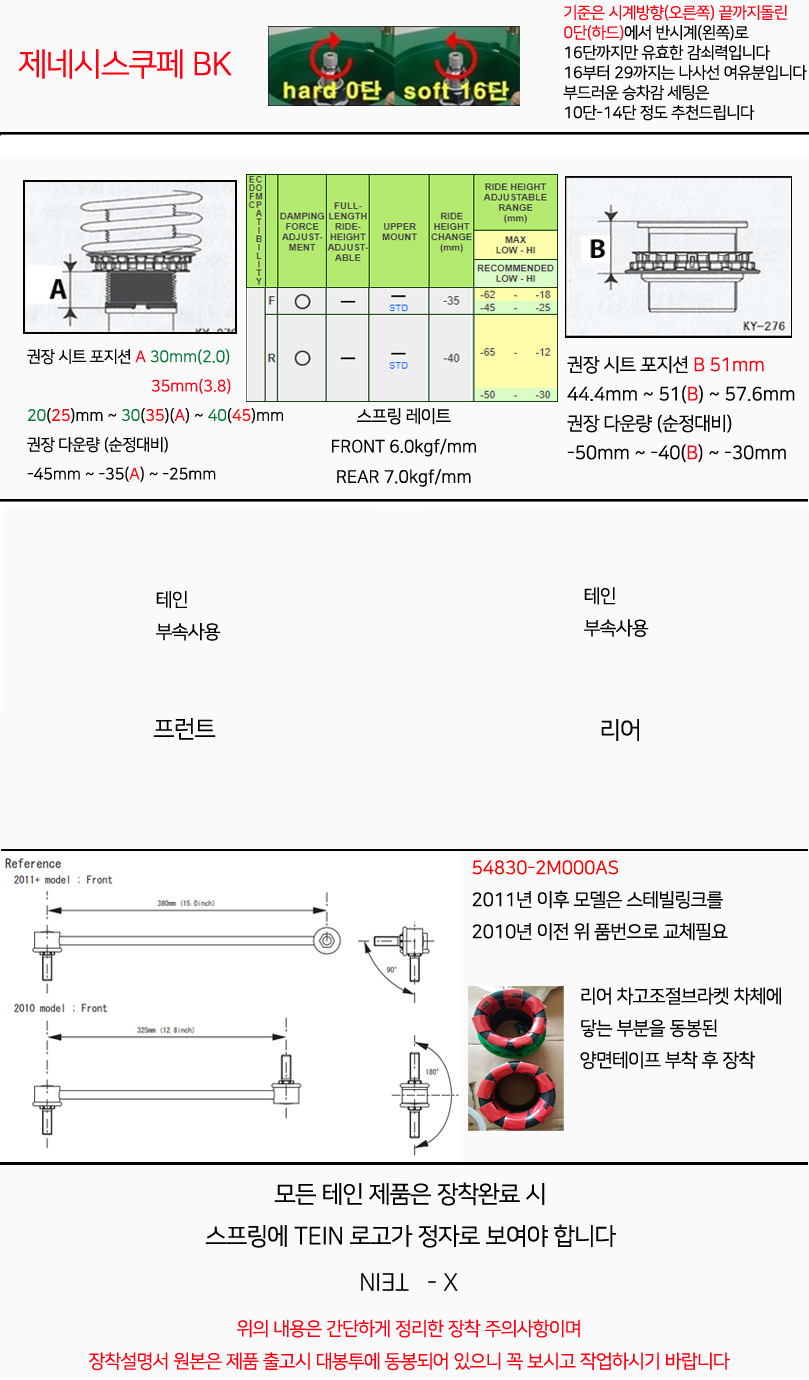 제네시스쿠페 BK
hard 0단
soft 16단
기준은 시계방향(오른쪽) 끝까지돌린
0단(하드)에서 반시계(왼쪽)로
16단까지만 유효한 감쇠력입니다
16부터 29까지는 나사선 여유분입니다
부드러운 승차감 세팅은
10단-14단 정도 추천드립니다
A
KY-276
권장 시트 포지션 A 30mm(2.0)
35mm(3.8)
20(25)mm ~ 30(35)(A) ~ 40(45)mm
권장 다운량 (순정대비)
-45mm ~ -35(A) ~ -25mm
EDFC
COMPATIBILITY
DAMPING
FORCE
ADJUST-
MENT
FULL-
LENGTH
RIDE-
HEIGHT
ADJUST-
ABLE
UPPER
MOUNT
RIDE
HEIGHT
CHANGE
(mm)
RIDE HEIGHT
ADJUSTABLE
RANGE
(mm)
MAX
LOW - HI
RECOMMENDED
LOW - HI
F ○ — — STD -35 -62 - -18
-45 - -25
R ○ — — STD -40 -65 - -12
-50 - -30
스프링 레이트
FRONT 6.0kgf/mm
REAR 7.0kgf/mm
B
KY-276
권장 시트 포지션 B 51mm
44.4mm ~ 51(B) ~ 57.6mm
권장 다운량 (순정대비)
-50mm ~ -40(B) ~ -30mm
테인
부속사용
프런트
테인
부속사용
리어
Reference
2011+ model : Front
380mm (15.0inch)
90°
2010 model : Front
325mm (12.8inch)
180°
54830-2M000AS
2011년 이후 모델은 스테빌링크를
2010년 이전 위 품번으로 교체필요
리어 차고조절브라켓 차체에
닿는 부분을 동봉된
양면테이프 부착 후 장착
모든 테인 제품은 장착완료 시
스프링에 TEIN 로고가 정자로 보여야 합니다
TEIN - X
위의 내용은 간단하게 정리한 장착 주의사항이며
장착설명서 원본은 제품 출고시 대봉투에 동봉되어 있으니 꼭 보시고 작업하시기 바랍니다